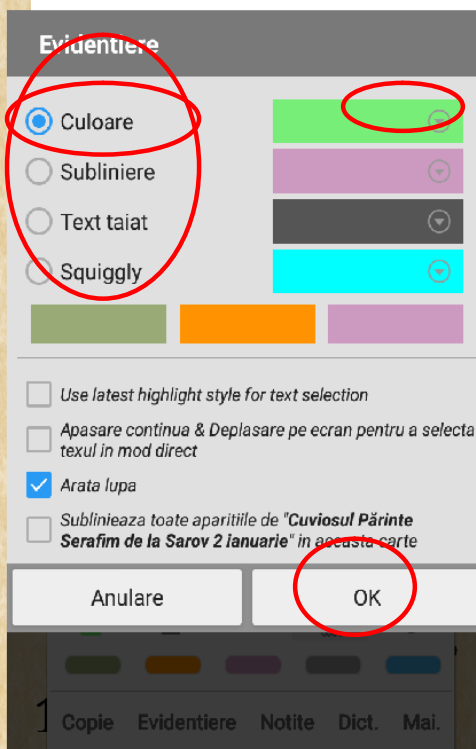 Evidentiere
Culoare
Subliniere
Text taiat
Squiggly
Use latest highlight style for text selection
Apasare continua & Deplasare pe ecran pentru a selecta
texul in mod direct
Arata lupa
Sublinieaza toate aparitiile de "Cuviosul Părinte
Serafim de la Sarov 2 ianuarie" in aceasta carte
Anulare OK
1
Copie Evidentiere Notite Dict. Mai.